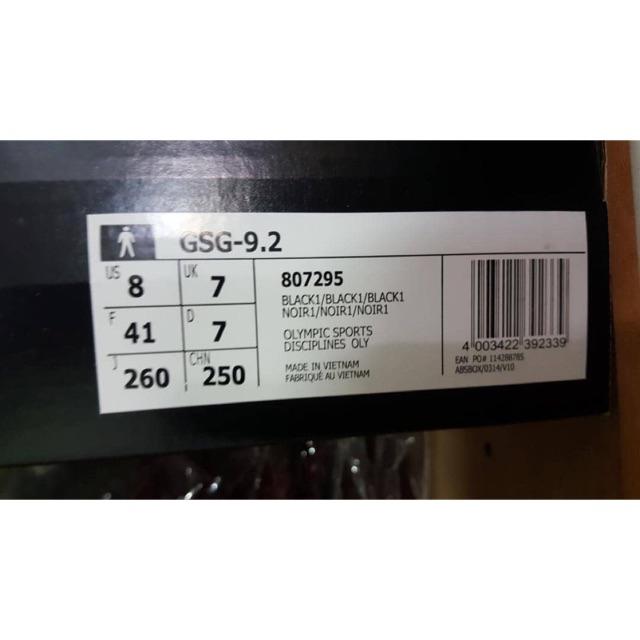 GSG-9.2
US 8 UK 7
F 41 D 7
J 260 CHN 250
807295
BLACK1/BLACK1/BLACK1
NOIR1/NOIR1/NOIR1
OLYMPIC SPORTS
DISCIPLINES OLY
MADE IN VIETNAM
FABRIQUÉ AU VIETNAM
4 003422 392339
EAN PO# 114288785
ABSBOX/0314/V10